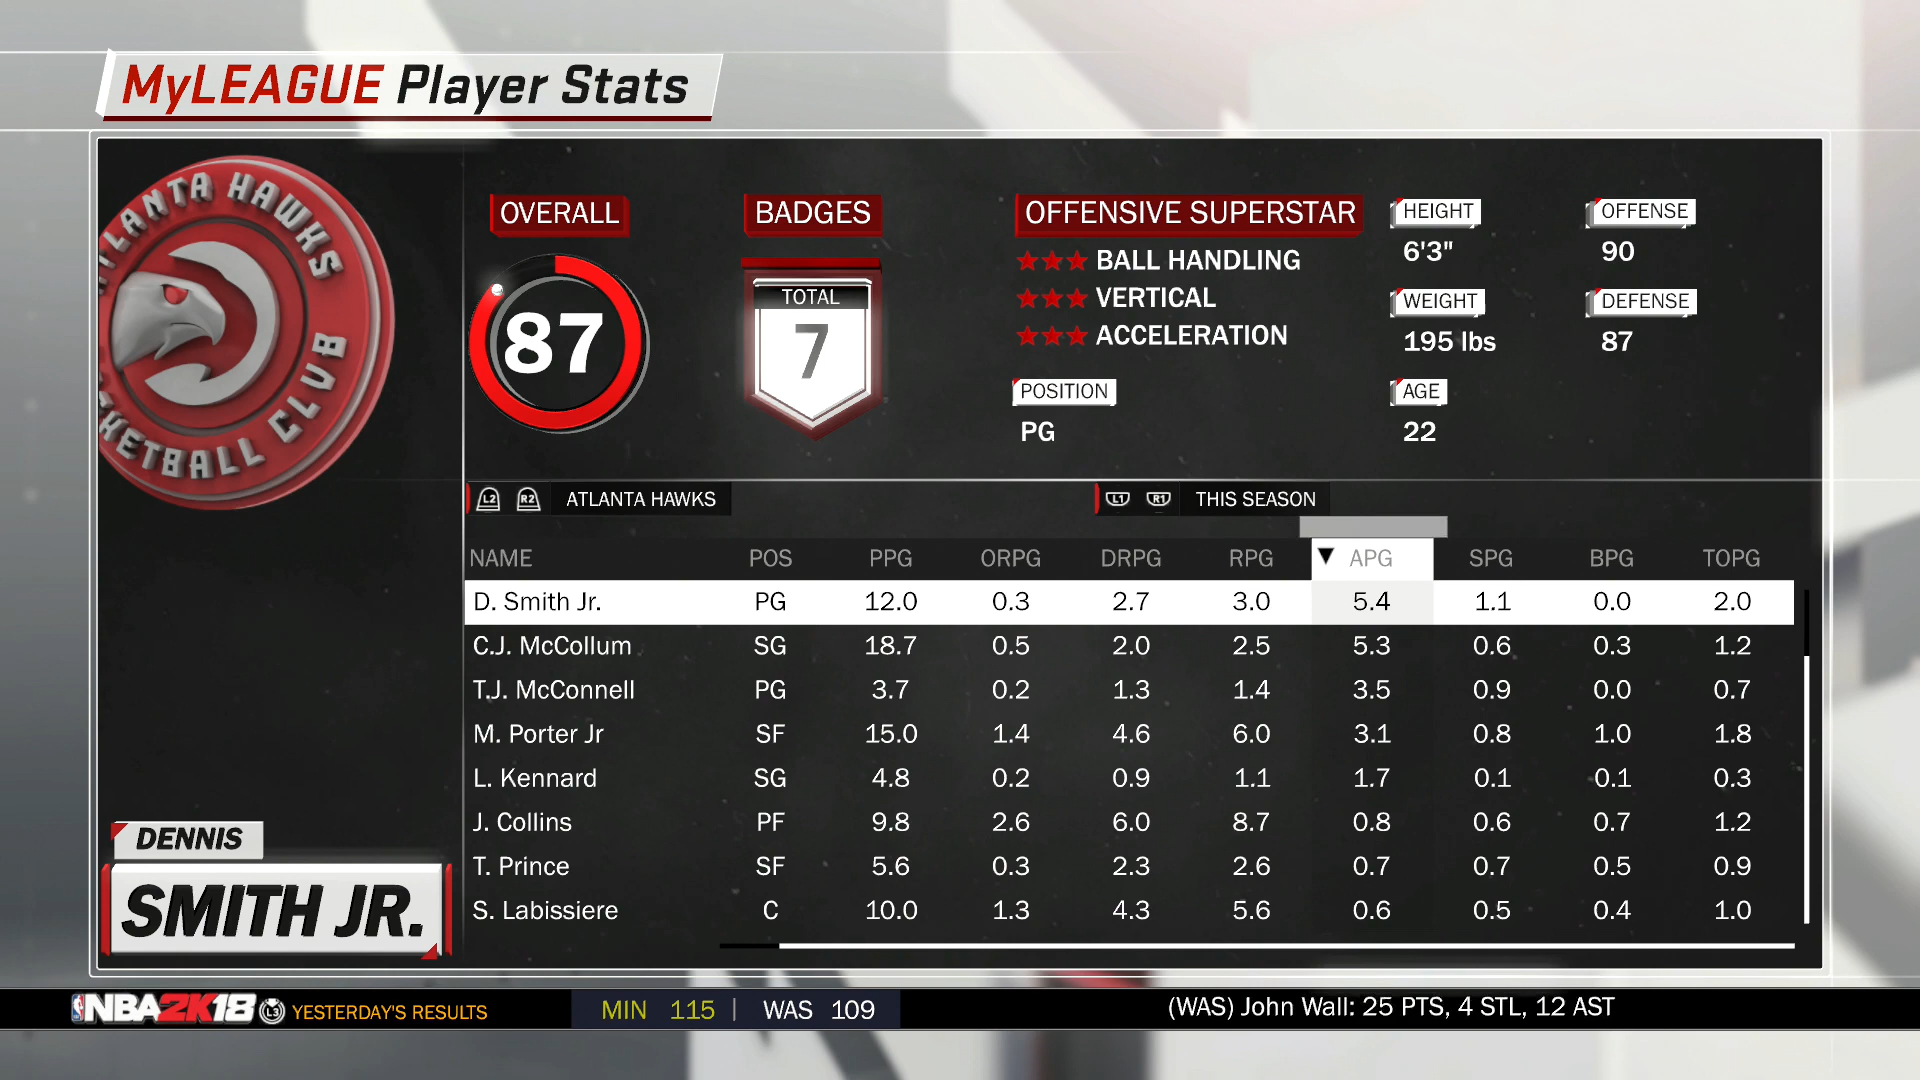 MyLEAGUE Player Stats
ATLANTA HAWKS
BASKETBALL CLUB
OVERALL
87
BADGES
TOTAL
7
OFFENSIVE SUPERSTAR
★★★ BALL HANDLING
★★★ VERTICAL
★★★ ACCELERATION
POSITION
PG
HEIGHT
6'3"
WEIGHT
195 lbs
AGE
22
OFFENSE
90
DEFENSE
87
L2 R2 ATLANTA HAWKS
L1 R1 THIS SEASON
NAME POS PPG ORPG DRPG RPG ▼ APG SPG BPG TOPG
D. Smith Jr. PG 12.0 0.3 2.7 3.0 5.4 1.1 0.0 2.0
C.J. McCollum SG 18.7 0.5 2.0 2.5 5.3 0.6 0.3 1.2
T.J. McConnell PG 3.7 0.2 1.3 1.4 3.5 0.9 0.0 0.7
M. Porter Jr SF 15.0 1.4 4.6 6.0 3.1 0.8 1.0 1.8
L. Kennard SG 4.8 0.2 0.9 1.1 1.7 0.1 0.1 0.3
J. Collins PF 9.8 2.6 6.0 8.7 0.8 0.6 0.7 1.2
T. Prince SF 5.6 0.3 2.3 2.6 0.7 0.7 0.5 0.9
S. Labissiere C 10.0 1.3 4.3 5.6 0.6 0.5 0.4 1.0
DENNIS
SMITH JR.
NBA2K18 L3 YESTERDAY'S RESULTS MIN 115 | WAS 109 (WAS) John Wall: 25 PTS, 4 STL, 12 AST